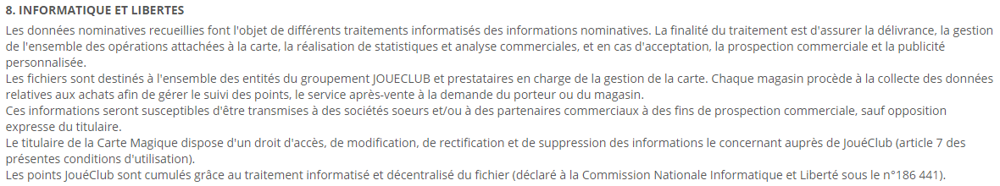 8. INFORMATIQUE ET LIBERTES
Les données nominatives recueillies font l'objet de différents traitements informatisés des informations nominatives. La finalité du traitement est d'assurer la délivrance, la gestion
de l'ensemble des opérations attachées à la carte, la réalisation de statistiques et analyse commerciales, et en cas d'acceptation, la prospection commerciale et la publicité
personnalisée.
Les fichiers sont destinés à l'ensemble des entités du groupement JOUECLUB et prestataires en charge de la gestion de la carte. Chaque magasin procède à la collecte des données
relatives aux achats afin de gérer le suivi des points, le service après-vente à la demande du porteur ou du magasin.
Ces informations seront susceptibles d'être transmises à des sociétés soeurs et/ou à des partenaires commerciaux à des fins de prospection commerciale, sauf opposition
expresse du titulaire.
Le titulaire de la Carte Magique dispose d'un droit d'accès, de modification, de rectification et de suppression des informations le concernant auprès de JouéClub (article 7 des
présentes conditions d'utilisation).
Les points JouéClub sont cumulés grâce au traitement informatisé et décentralisé du fichier (déclaré à la Commission Nationale Informatique et Liberté sous le n°186 441).